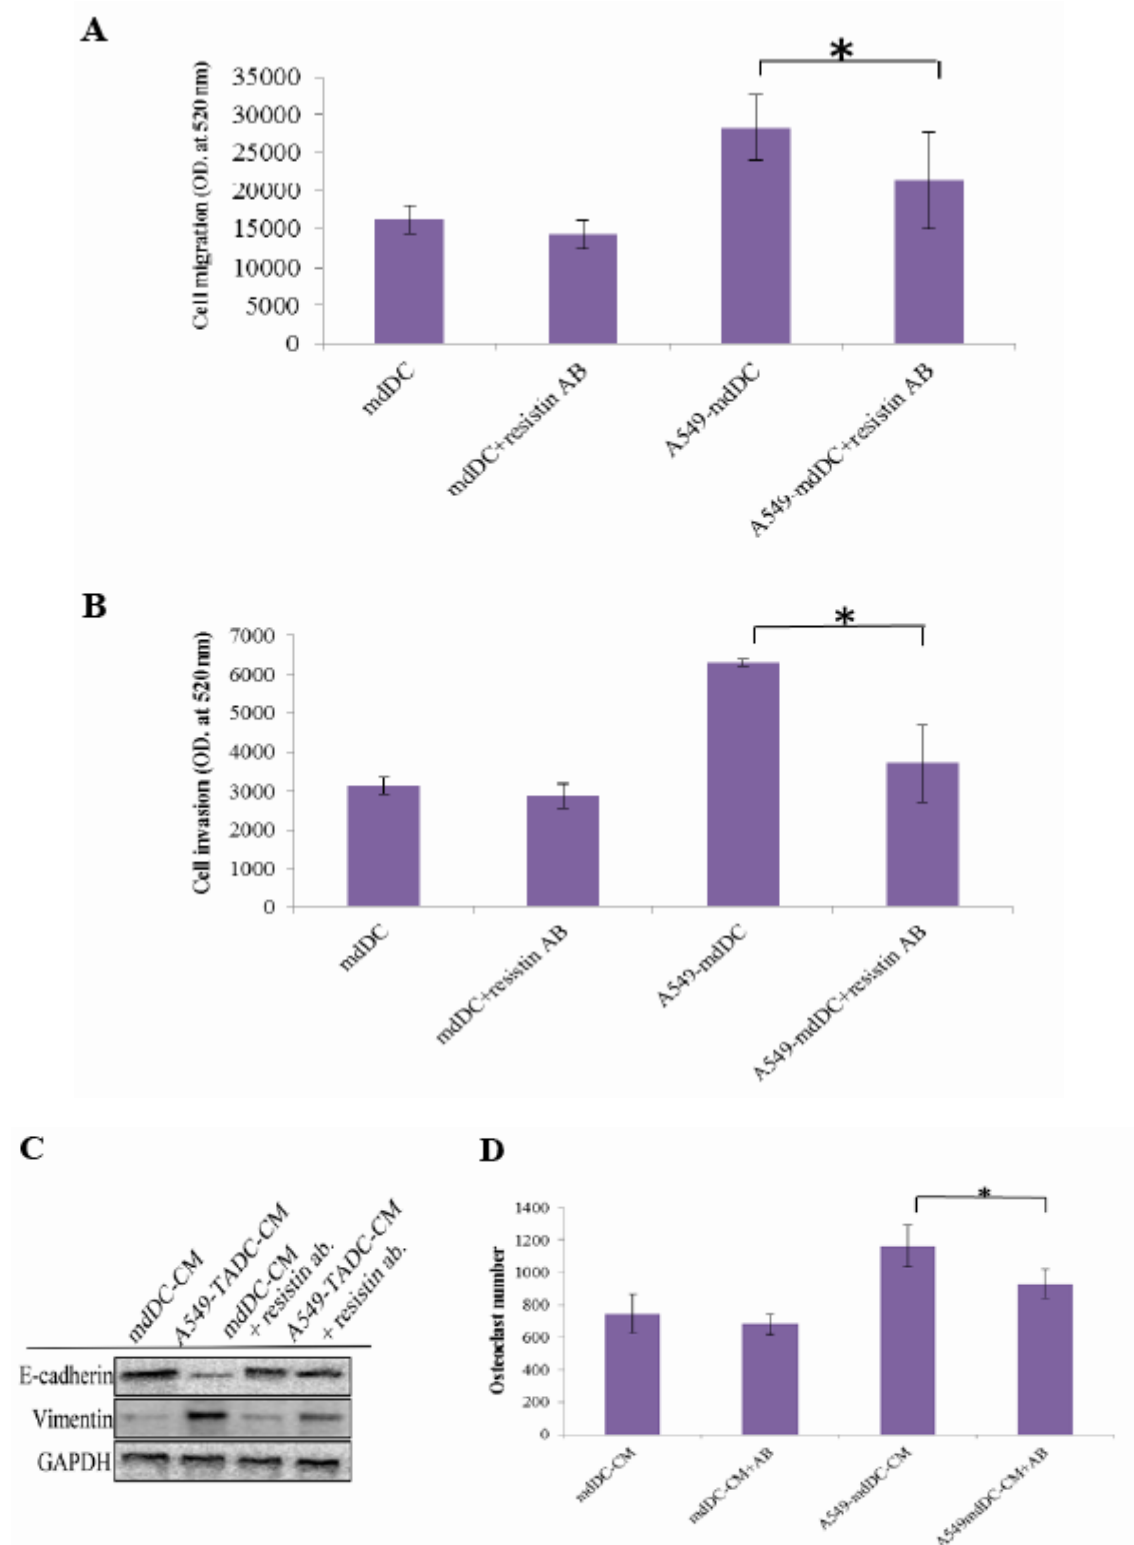 A
*
Cell migration (OD. at 520 nm)
35000
30000
25000
20000
15000
10000
5000
0
mdDC
mdDC+resistin AB
A549-mdDC
A549-mdDC+resistin AB
B
*
Cell invasion (OD. at 520 nm)
7000
6000
5000
4000
3000
2000
1000
0
mdDC
mdDC+resistin AB
A549-mdDC
A549-mdDC+resistin AB
C
mdDC-CM
A549-TADC-CM
mdDC-CM
+ resistin ab.
A549-TADC-CM
+ resistin ab.
E-cadherin
Vimentin
GAPDH
D
*
Osteoclast number
1400
1200
1000
800
600
400
200
0
mdDC-CM
mdDC-CM+AB
A549-mdDC-CM
A549mdDC-CM+AB